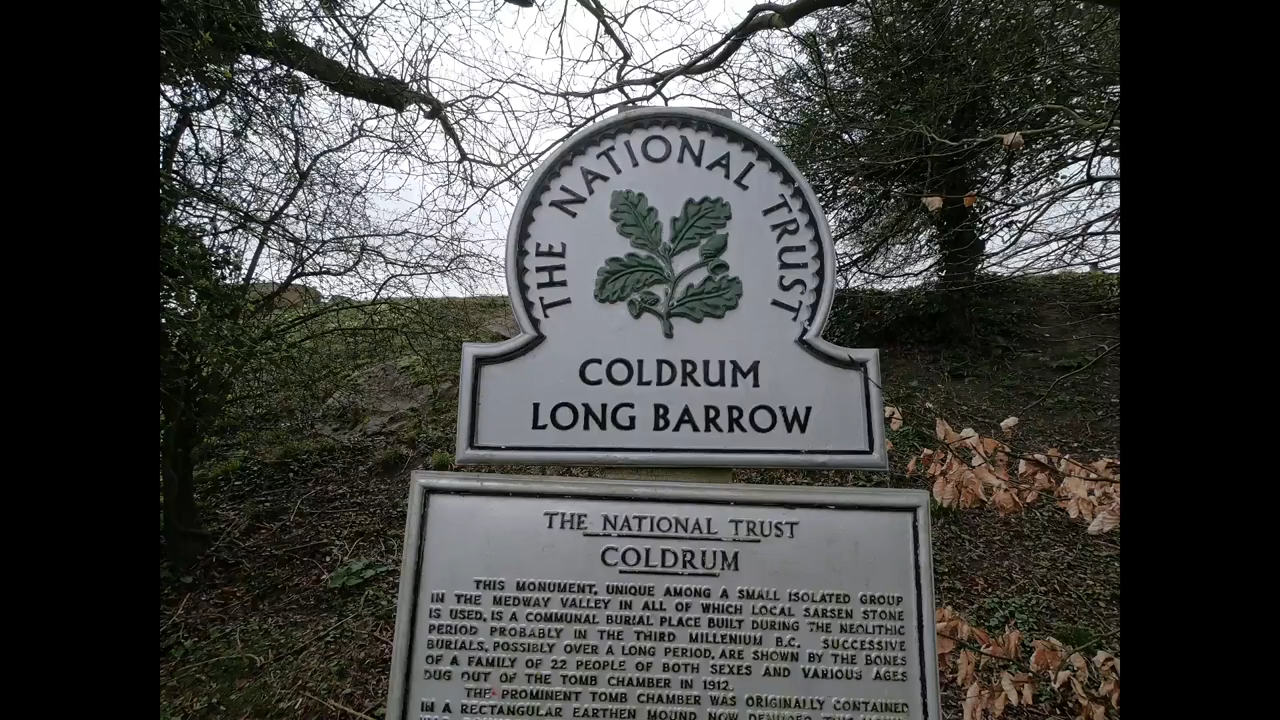 THE NATIONAL TRUST
COLDRUM
LONG BARROW
THE NATIONAL TRUST
COLDRUM
THIS MONUMENT, UNIQUE AMONG A SMALL ISOLATED GROUP
IN THE MEDWAY VALLEY IN ALL OF WHICH LOCAL SARSEN STONE
IS USED, IS A COMMUNAL BURIAL PLACE BUILT DURING THE NEOLITHIC
PERIOD PROBABLY IN THE THIRD MILLENIUM B.C. SUCCESSIVE
BURIALS, POSSIBLY OVER A LONG PERIOD, ARE SHOWN BY THE BONES
OF A FAMILY OF 22 PEOPLE OF BOTH SEXES AND VARIOUS AGES
DUG OUT OF THE TOMB CHAMBER IN 1912.
THE PROMINENT TOMB CHAMBER WAS ORIGINALLY CONTAINED
IN A RECTANGULAR EARTHEN MOUND NOW DENUDED. THIS